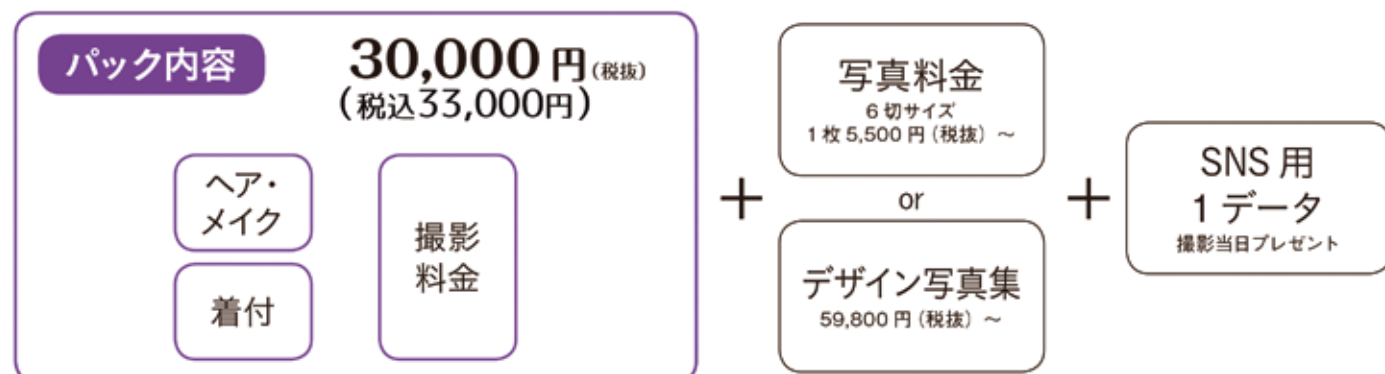 パック内容
30,000円(税抜)
(税込33,000円)
ヘア・
メイク
着付
撮影
料金
+
写真料金
6切サイズ
1枚5,500円(税抜)～
or
デザイン写真集
59,800円(税抜)～
+
SNS用
1データ
撮影当日プレゼント